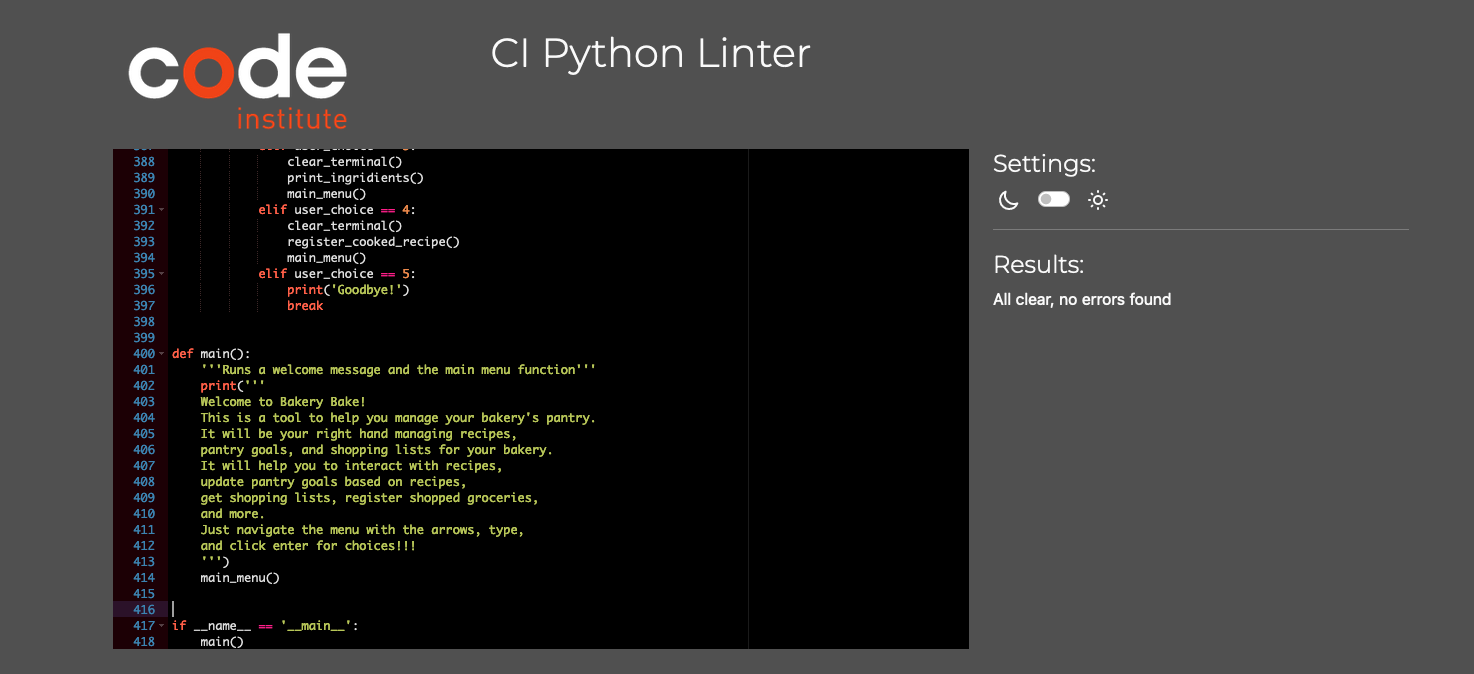 code
institute
CI Python Linter
388 clear_terminal()
389 print_ingridients()
390 main_menu()
391 elif user_choice == 4:
392 clear_terminal()
393 register_cooked_recipe()
394 main_menu()
395 elif user_choice == 5:
396 print('Goodbye!')
397 break
398
399
400 def main():
401 '''Runs a welcome message and the main menu function'''
402 print('''
403 Welcome to Bakery Bake!
404 This is a tool to help you manage your bakery's pantry.
405 It will be your right hand managing recipes,
406 pantry goals, and shopping lists for your bakery.
407 It will help you to interact with recipes,
408 update pantry goals based on recipes,
409 get shopping lists, register shopped groceries,
410 and more.
411 Just navigate the menu with the arrows, type,
412 and click enter for choices!!!
413 ''')
414 main_menu()
415
416
417 if __name__ == '__main__':
418 main()
Settings:
Results:
All clear, no errors found